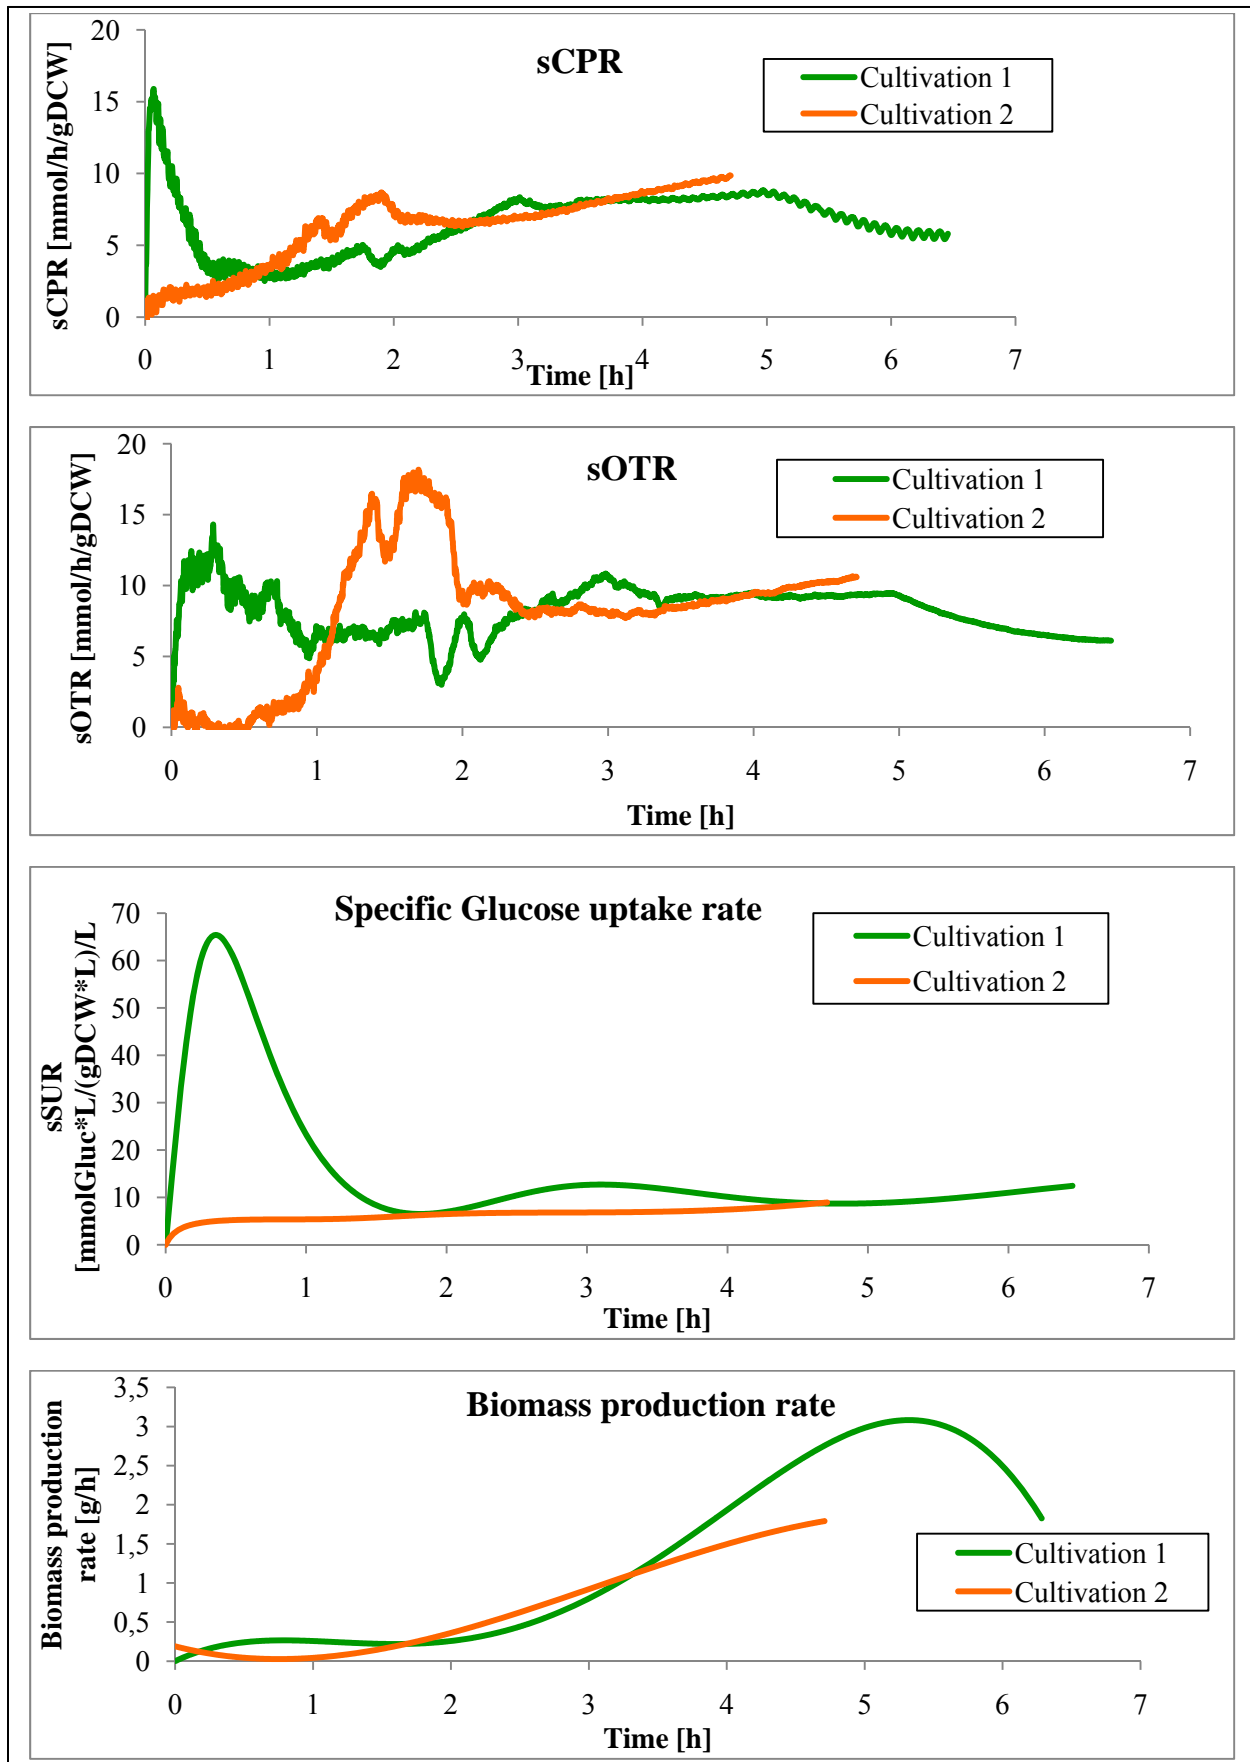 sCPR
sCPR [mmol/h/gDCW]
20
15
10
5
0
Cultivation 1
Cultivation 2
0 1 2 3 4 5 6 7
Time [h]
sOTR
sOTR [mmol/h/gDCW]
20
15
10
5
0
Cultivation 1
Cultivation 2
0 1 2 3 4 5 6 7
Time [h]
Specific Glucose uptake rate
sSUR
[mmolGluc*L/(gDCW*L)/L
70
60
50
40
30
20
10
0
Cultivation 1
Cultivation 2
0 1 2 3 4 5 6 7
Time [h]
Biomass production rate
Biomass production
rate [g/h]
3,5
3
2,5
2
1,5
1
0,5
0
Cultivation 1
Cultivation 2
0 1 2 3 4 5 6 7
Time [h]